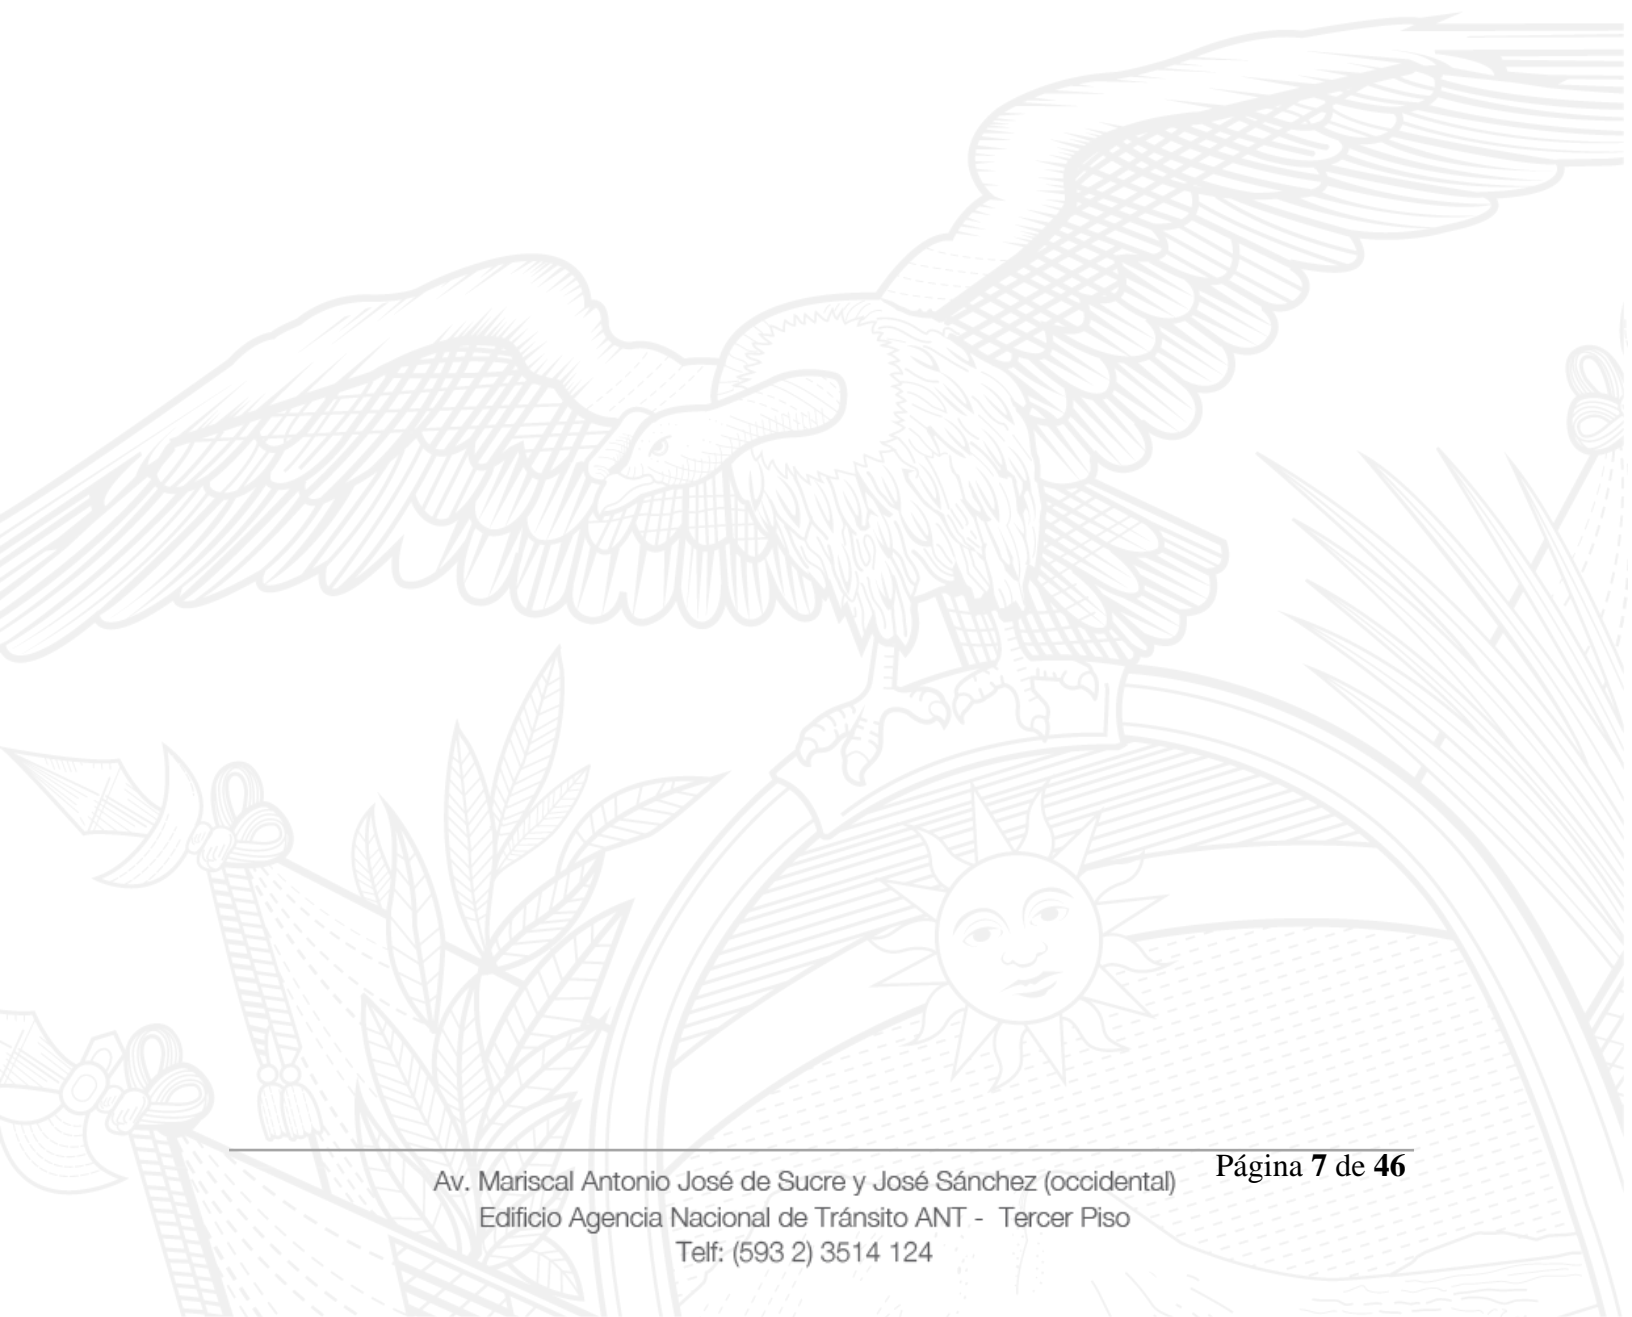 Página 7 de 46
Av. Mariscal Antonio José de Sucre y José Sánchez (occidental)
Edificio Agencia Nacional de Tránsito ANT - Tercer Piso
Telf: (593 2) 3514 124